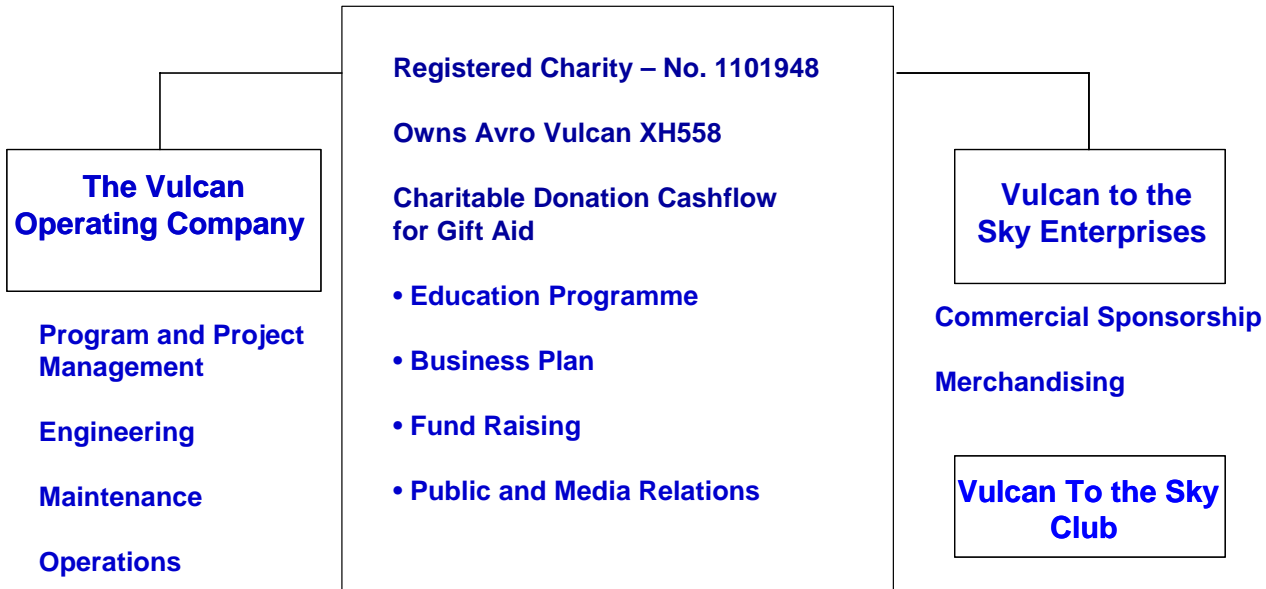 The Vulcan
Operating Company
Program and Project
Management
Engineering
Maintenance
Operations
Registered Charity – No. 1101948
Owns Avro Vulcan XH558
Charitable Donation Cashflow
for Gift Aid
• Education Programme
• Business Plan
• Fund Raising
• Public and Media Relations
Vulcan to the
Sky Enterprises
Commercial Sponsorship
Merchandising
Vulcan To the Sky
Club